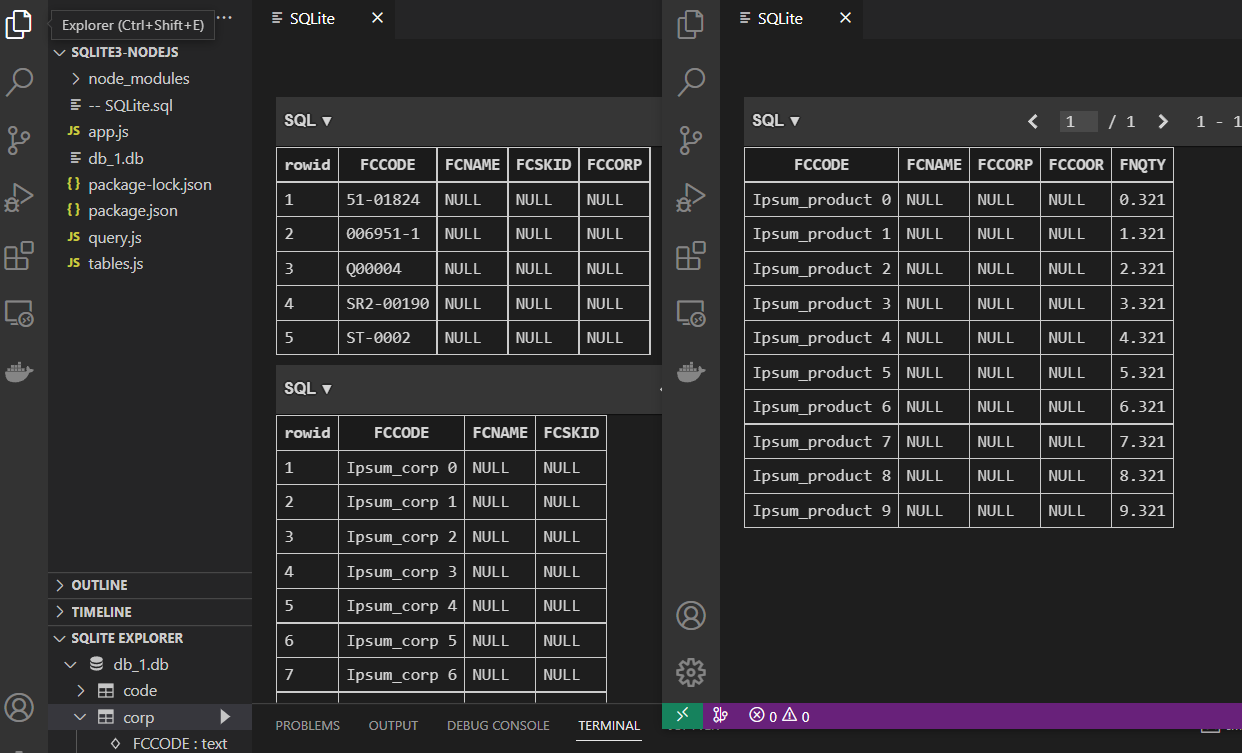 Explorer (Ctrl+Shift+E)
...
SQLITE3-NODEJS
node_modules
-- SQLite.sql
JS app.js
db_1.db
{} package-lock.json
{} package.json
JS query.js
JS tables.js
OUTLINE
TIMELINE
SQLITE EXPLORER
db_1.db
code
corp
FCCODE : text
SQLite
SQL ▼
rowid FCCODE FCNAME FCSKID FCCORP
1 51-01824 NULL NULL NULL
2 006951-1 NULL NULL NULL
3 Q00004 NULL NULL NULL
4 SR2-00190 NULL NULL NULL
5 ST-0002 NULL NULL NULL
SQL ▼
rowid FCCODE FCNAME FCSKID
1 Ipsum_corp 0 NULL NULL
2 Ipsum_corp 1 NULL NULL
3 Ipsum_corp 2 NULL NULL
4 Ipsum_corp 3 NULL NULL
5 Ipsum_corp 4 NULL NULL
6 Ipsum_corp 5 NULL NULL
7 Ipsum_corp 6 NULL NULL
PROBLEMS OUTPUT DEBUG CONSOLE TERMINAL
SQLite
SQL ▼ 1 / 1 1 - 1
FCCODE FCNAME FCCORP FCCOOR FNQTY
Ipsum_product 0 NULL NULL NULL 0.321
Ipsum_product 1 NULL NULL NULL 1.321
Ipsum_product 2 NULL NULL NULL 2.321
Ipsum_product 3 NULL NULL NULL 3.321
Ipsum_product 4 NULL NULL NULL 4.321
Ipsum_product 5 NULL NULL NULL 5.321
Ipsum_product 6 NULL NULL NULL 6.321
Ipsum_product 7 NULL NULL NULL 7.321
Ipsum_product 8 NULL NULL NULL 8.321
Ipsum_product 9 NULL NULL NULL 9.321
0 0